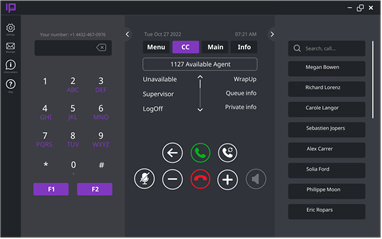 IP
Your number: +1 4433-467-0976
1
2
ABC
3
DEF
4
GHI
5
JKL
6
MNO
7
PQRS
8
TUV
9
WXYZ
*
0
#
F1
F2
Tue Oct 27 2022
07:21 AM
Menu
CC
Main
Info
1127 Available Agent
Unavailable
WrapUp
Supervisor
Queue info
LogOff
Private info
Search, call...
Megan Bowen
Richard Lorenz
Carole Langor
Sebastien Jopers
Alex Carrer
Solia Ford
Philippe Moon
Eric Ropars